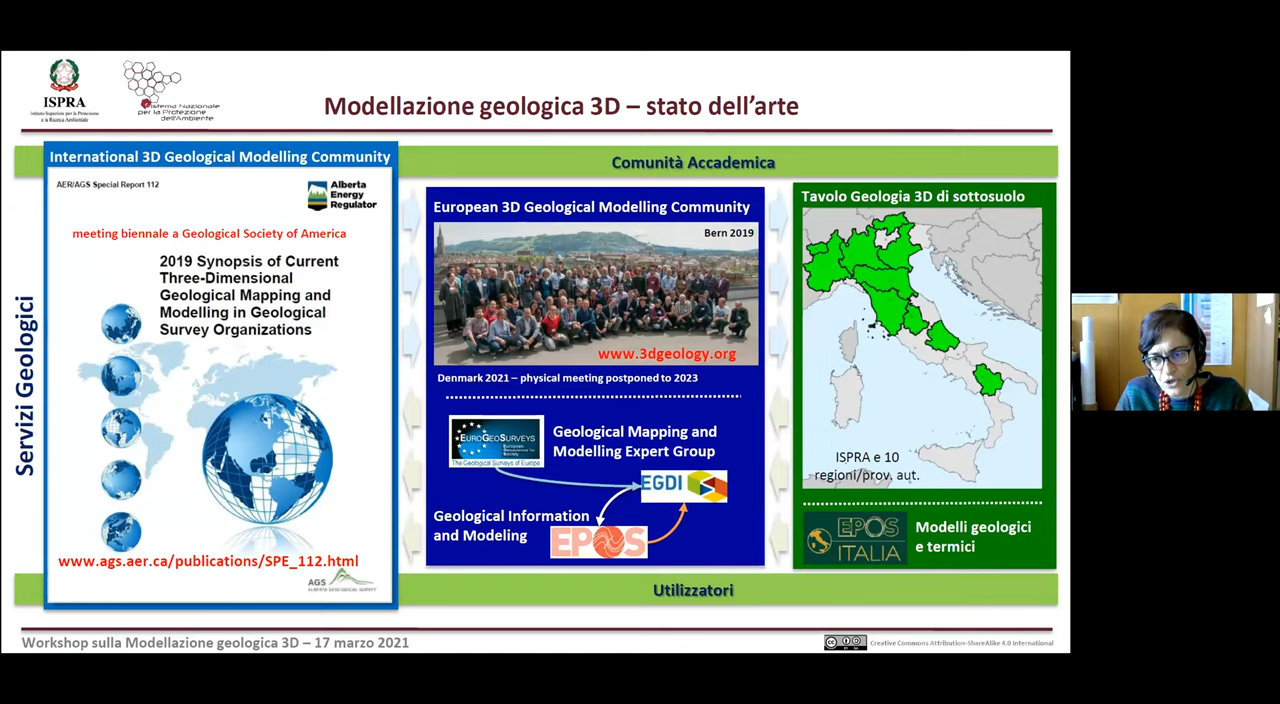 ISPRA
Istituto Superiore per la Protezione
e la Ricerca Ambientale
Sistema Nazionale
per la Protezione
dell'Ambiente
Modellazione geologica 3D – stato dell'arte
Servizi Geologici
International 3D Geological Modelling Community
AER/AGS Special Report 112
Alberta
Energy
Regulator
meeting biennale a Geological Society of America
2019 Synopsis of Current
Three-Dimensional
Geological Mapping and
Modelling in Geological
Survey Organizations
www.ags.aer.ca/publications/SPE_112.html
AGS
ALBERTA GEOLOGICAL SURVEY
Comunità Accademica
European 3D Geological Modelling Community
Bern 2019
www.3dgeology.org
Denmark 2021 – physical meeting postponed to 2023
EUROGEOSURVEYS
The Geological Surveys of Europe
Geological Mapping and
Modelling Expert Group
EGDI
Geological Information
and Modeling
EPOS
Tavolo Geologia 3D di sottosuolo
ISPRA e 10
regioni/prov. aut.
EPOS
ITALIA
Modelli geologici
e termici
Utilizzatori
Workshop sulla Modellazione geologica 3D – 17 marzo 2021
cc
BY SA
Creative Commons Attribution-ShareAlike 4.0 International